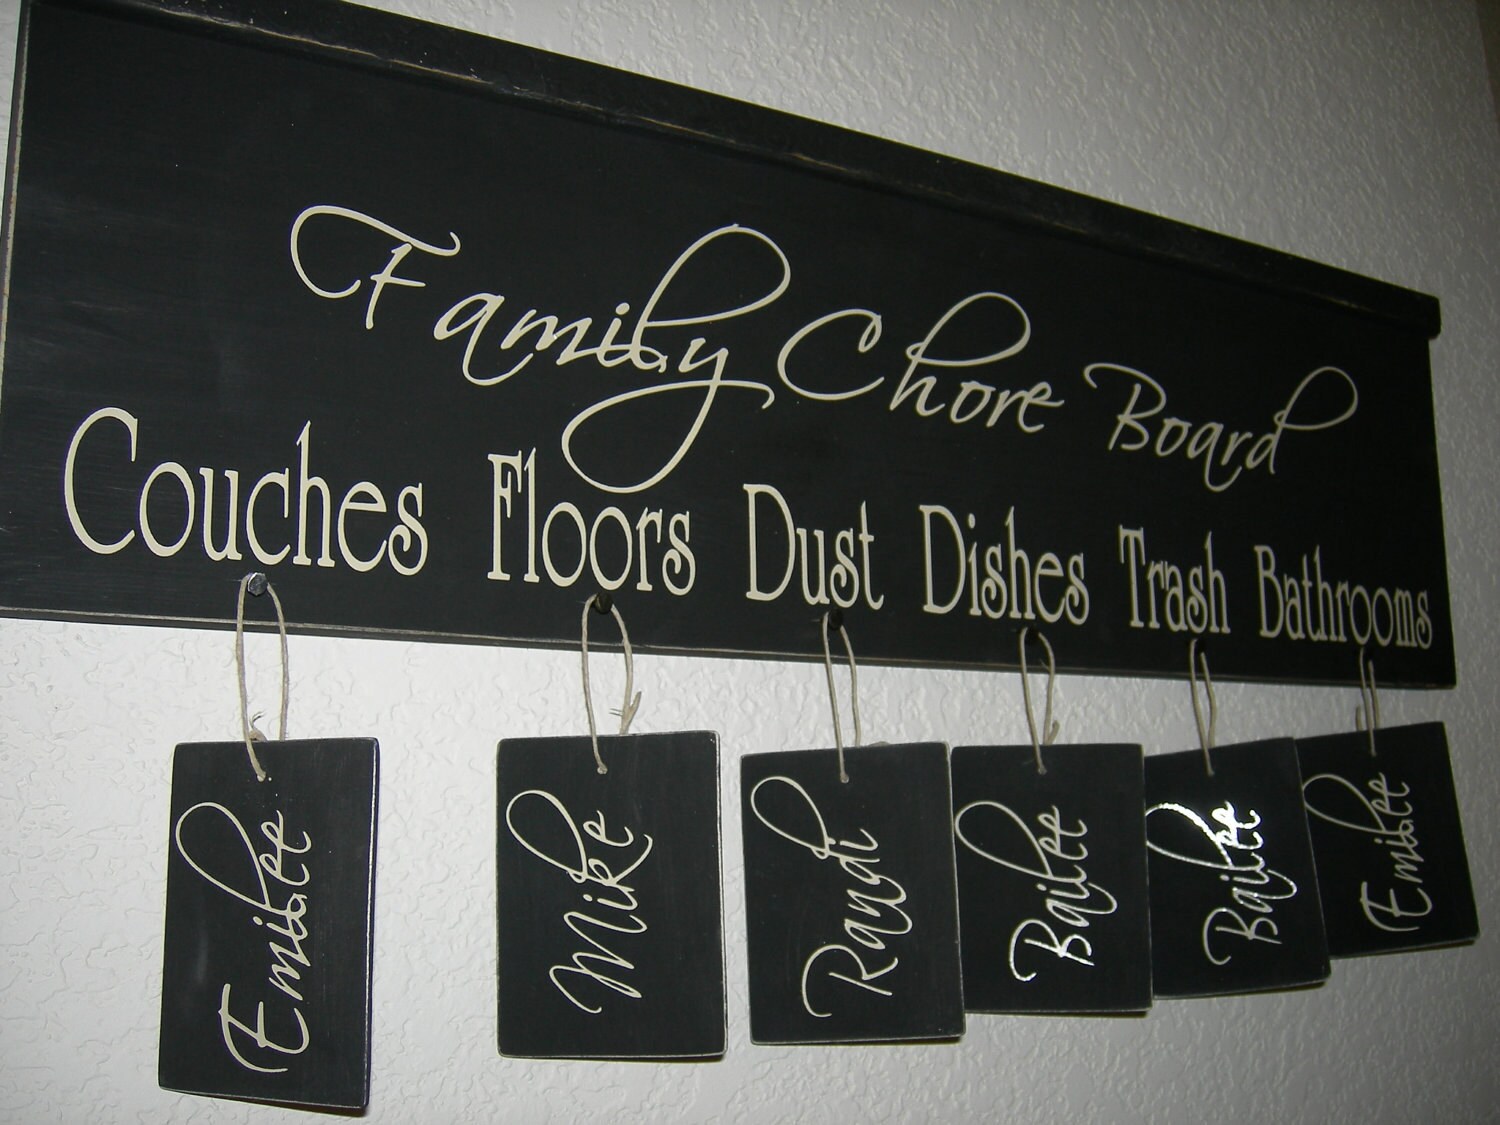 Family Chore Board
Couches Floors Dust Dishes Trash Bathrooms
Emilee
Mike
Randi
Bailee
Bailee
Emilee